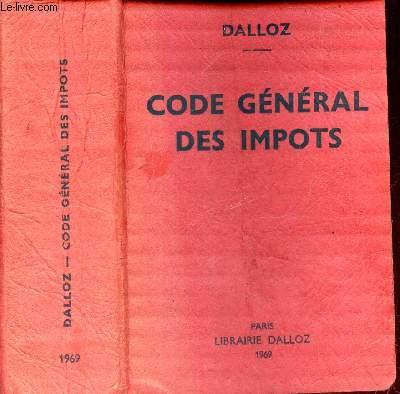 Le-livre.com
DALLOZ — CODE GÉNÉRAL DES IMPOTS
1969
DALLOZ
CODE GÉNÉRAL
DES IMPOTS
PARIS
LIBRAIRIE DALLOZ
1969